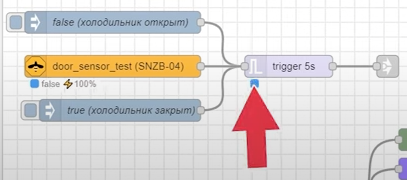 false (холодильник открыт)
door_sensor_test (SNZB-04)
trigger 5s
false 100%
true (холодильник закрыт)